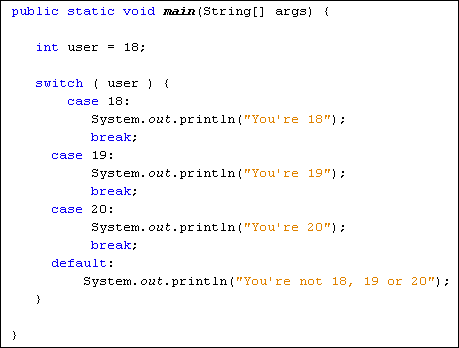 public static void main(String[] args) {
int user = 18;
switch ( user ) {
case 18:
System.out.println("You're 18");
break;
case 19:
System.out.println("You're 19");
break;
case 20:
System.out.println("You're 20");
break;
default:
System.out.println("You're not 18, 19 or 20");
}
}